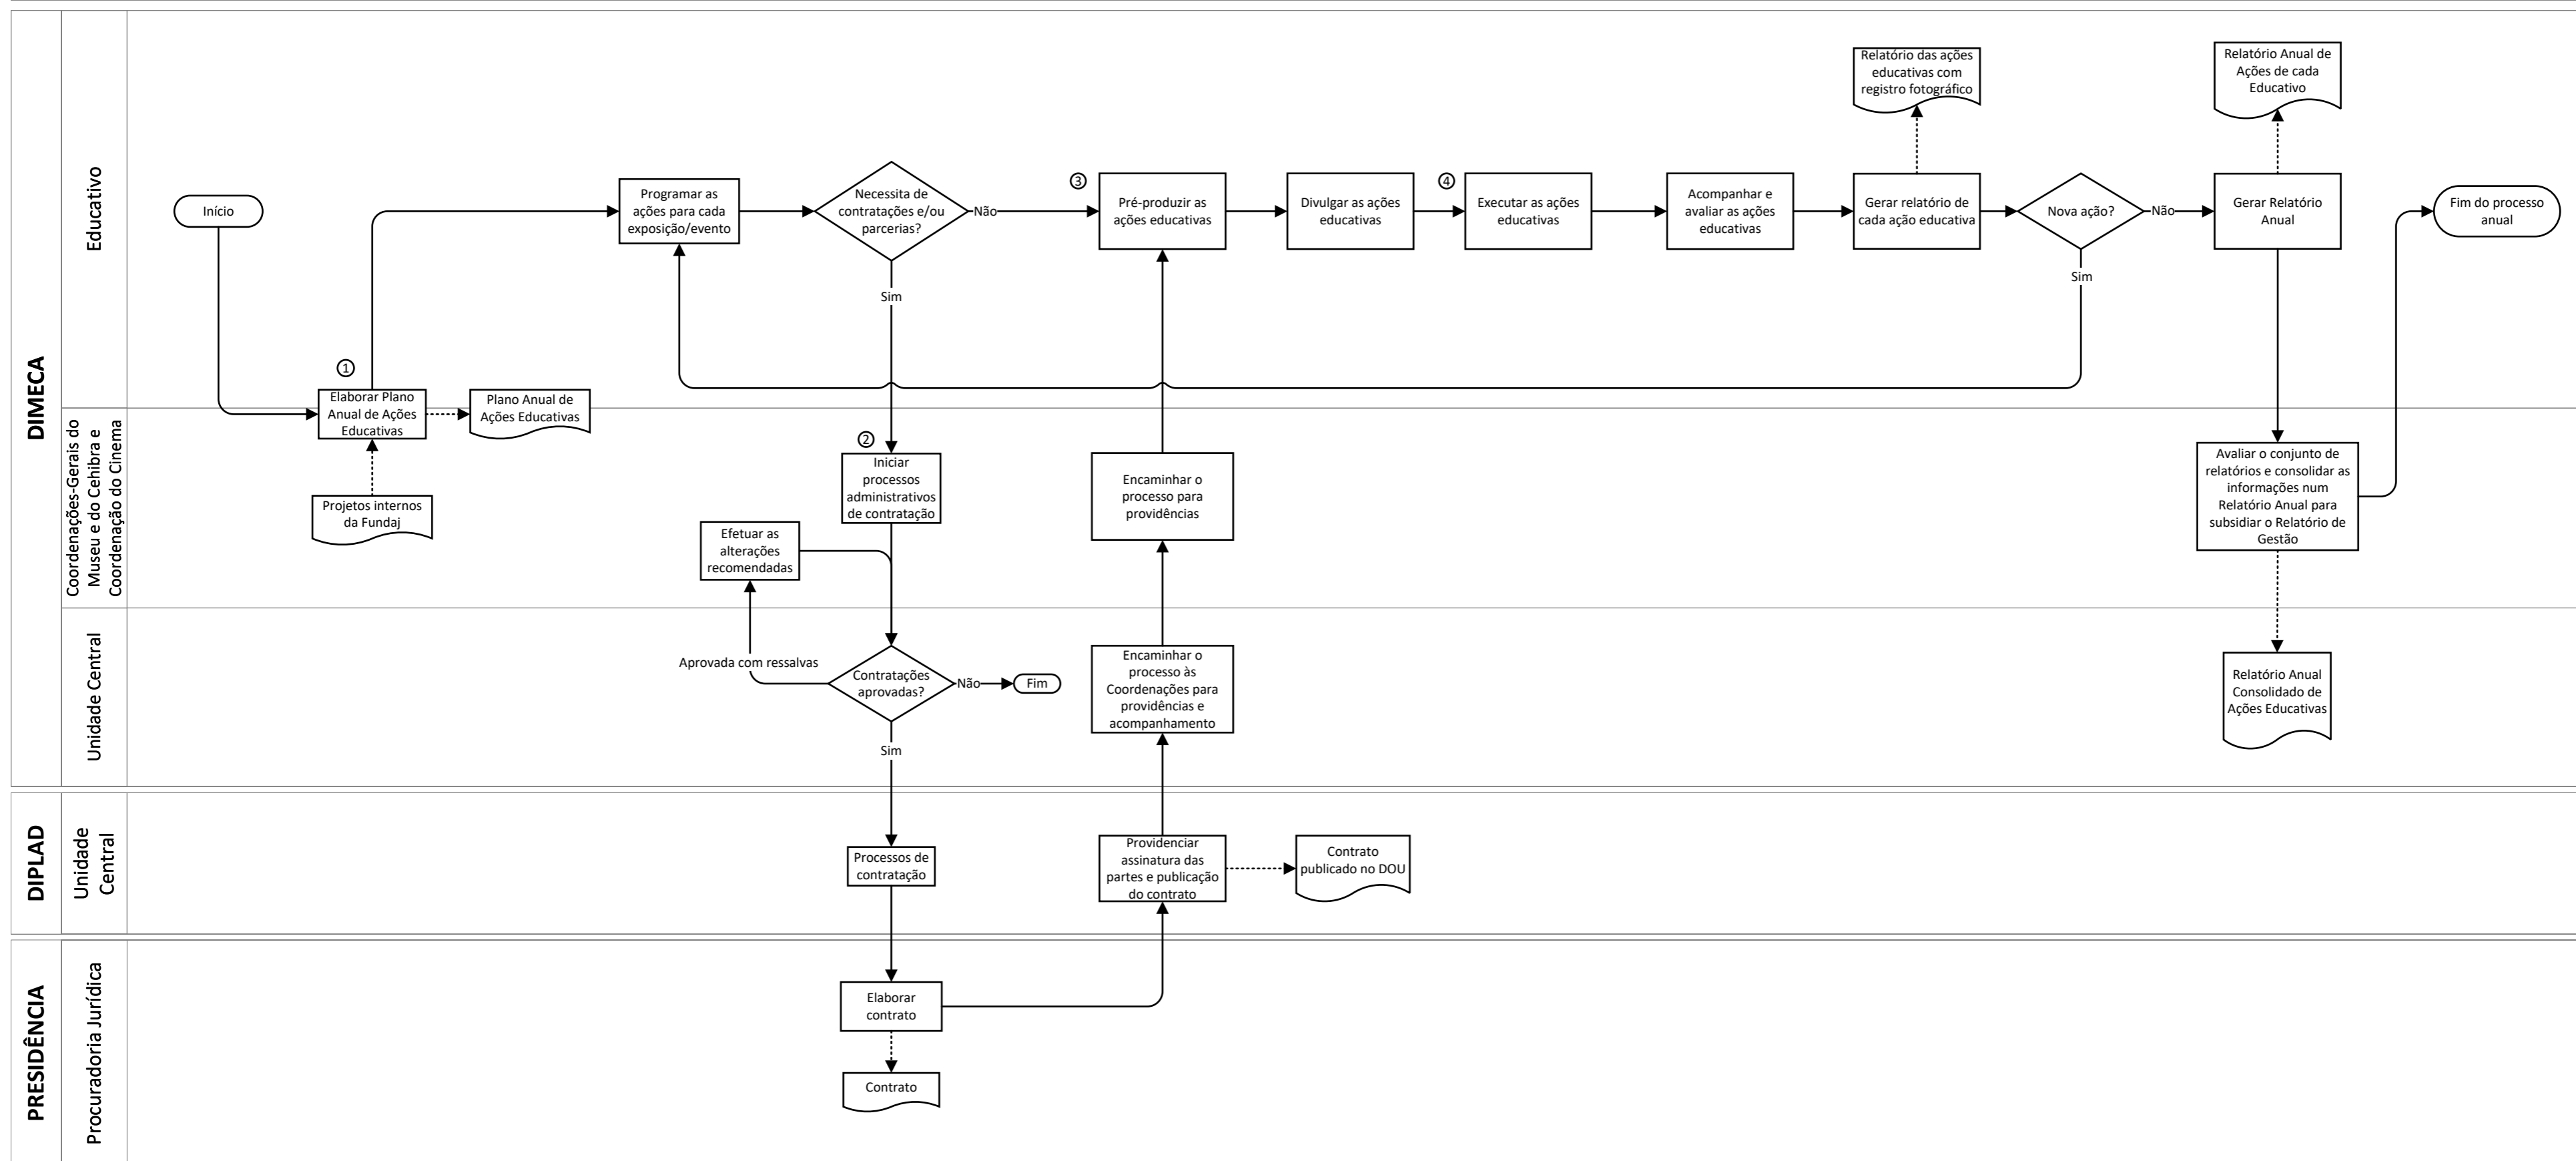 DIMECA
Educativo
Início
Programar as
ações para cada
exposição/evento
Necessita de
contratações e/ou
parcerias?
Não
Sim
3
Pré-produzir as
ações educativas
Divulgar as ações
educativas
4
Executar as ações
educativas
Acompanhar e
avaliar as ações
educativas
Relatório das ações
educativas com
registro fotográfico
Gerar relatório de
cada ação educativa
Nova ação?
Não
Sim
Relatório Anual de
Ações de cada
Educativo
Gerar Relatório
Anual
Fim do processo
anual
1
Elaborar Plano
Anual de Ações
Educativas
Plano Anual de
Ações Educativas
Coordenações-Gerais do
Museu e do Cehibra e
Coordenação do Cinema
Projetos internos
da Fundaj
2
Iniciar
processos
administrativos
de contratação
Efetuar as
alterações
recomendadas
Encaminhar o
processo para
providências
Avaliar o conjunto de
relatórios e consolidar as
informações num
Relatório Anual para
subsidiar o Relatório de
Gestão
Unidade Central
Aprovada com ressalvas
Contratações
aprovadas?
Não
Fim
Sim
Encaminhar o
processo às
Coordenações para
providências e
acompanhamento
Relatório Anual
Consolidado de
Ações Educativas
DIPLAD
Unidade
Central
Processos de
contratação
Providenciar
assinatura das
partes e publicação
do contrato
Contrato
publicado no DOU
PRESIDÊNCIA
Procuradoria Jurídica
Elaborar
contrato
Contrato